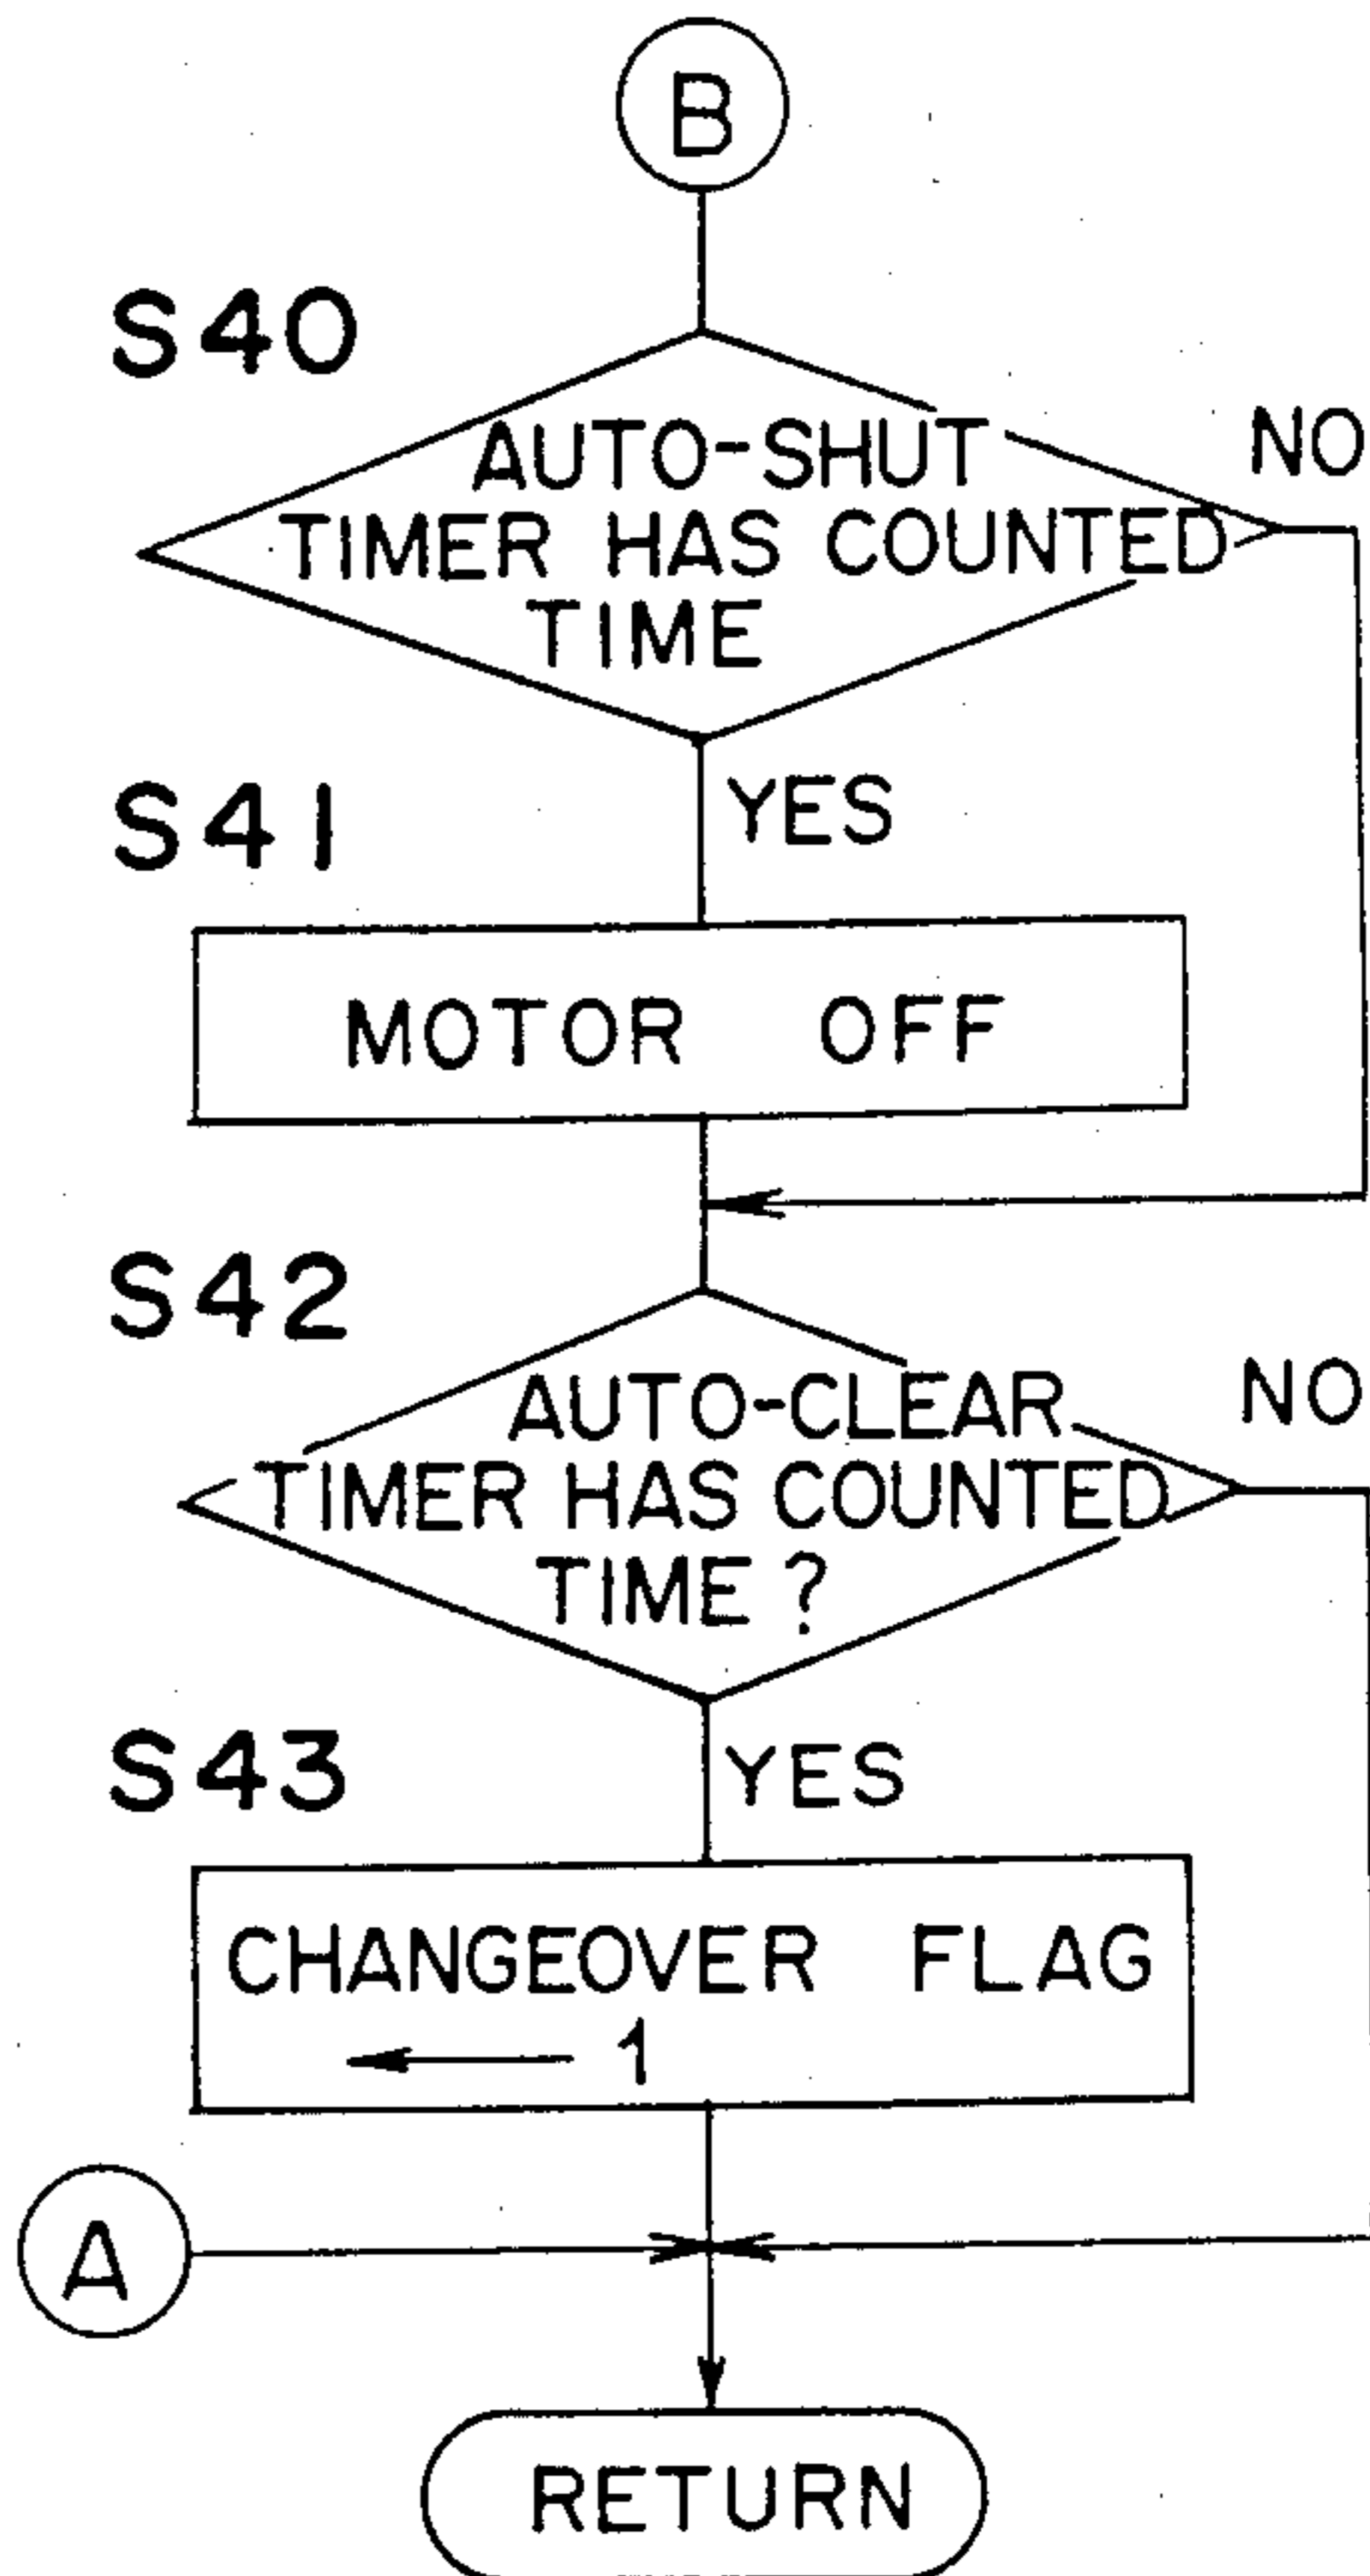 B
S40
AUTO-SHUT
TIMER HAS COUNTED
TIME
NO
YES
S41
MOTOR OFF
S42
AUTO-CLEAR
TIMER HAS COUNTED
TIME ?
NO
YES
S43
CHANGEOVER FLAG
← 1
A
RETURN